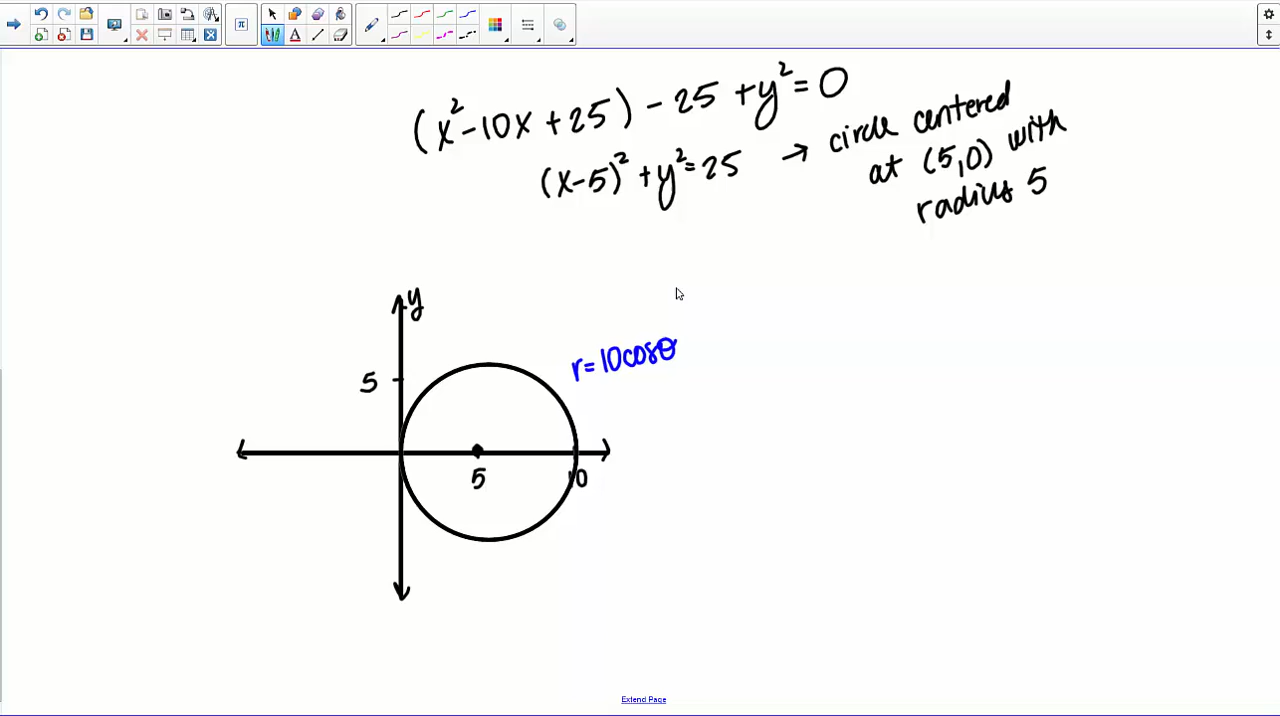 (x²-10x+25)-25+y²=0
(x-5)²+y²=25 → circle centered
at (5,0) with
radius 5
y
r=10cosθ
5
5 10
Extend Page